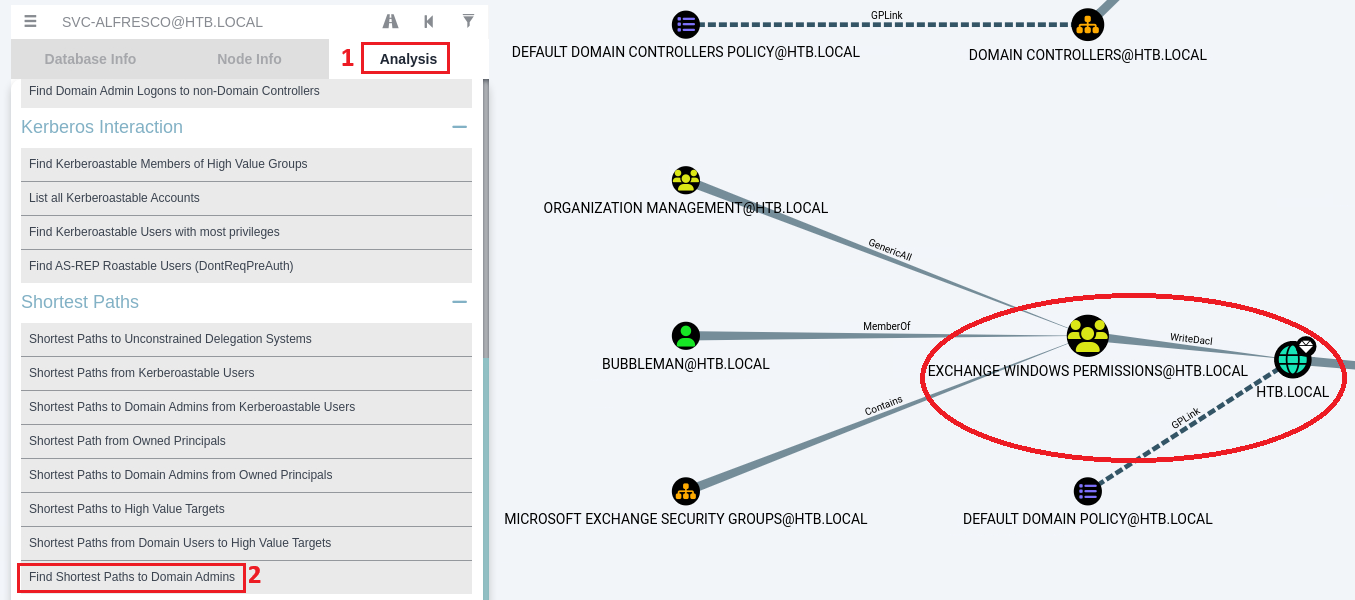 SVC-ALFRESCO@HTB.LOCAL
Database Info
Node Info
1
Analysis
Find Domain Admin Logons to non-Domain Controllers
Kerberos Interaction
Find Kerberoastable Members of High Value Groups
List all Kerberoastable Accounts
Find Kerberoastable Users with most privileges
Find AS-REP Roastable Users (DontReqPreAuth)
Shortest Paths
Shortest Paths to Unconstrained Delegation Systems
Shortest Paths from Kerberoastable Users
Shortest Paths to Domain Admins from Kerberoastable Users
Shortest Path from Owned Principals
Shortest Paths to Domain Admins from Owned Principals
Shortest Paths to High Value Targets
Shortest Paths from Domain Users to High Value Targets
Find Shortest Paths to Domain Admins
2
GPLink
DEFAULT DOMAIN CONTROLLERS POLICY@HTB.LOCAL
DOMAIN CONTROLLERS@HTB.LOCAL
ORGANIZATION MANAGEMENT@HTB.LOCAL
GenericAll
MemberOf
BUBBLEMAN@HTB.LOCAL
WriteDacl
EXCHANGE WINDOWS PERMISSIONS@HTB.LOCAL
HTB.LOCAL
Contains
GPLink
MICROSOFT EXCHANGE SECURITY GROUPS@HTB.LOCAL
DEFAULT DOMAIN POLICY@HTB.LOCAL